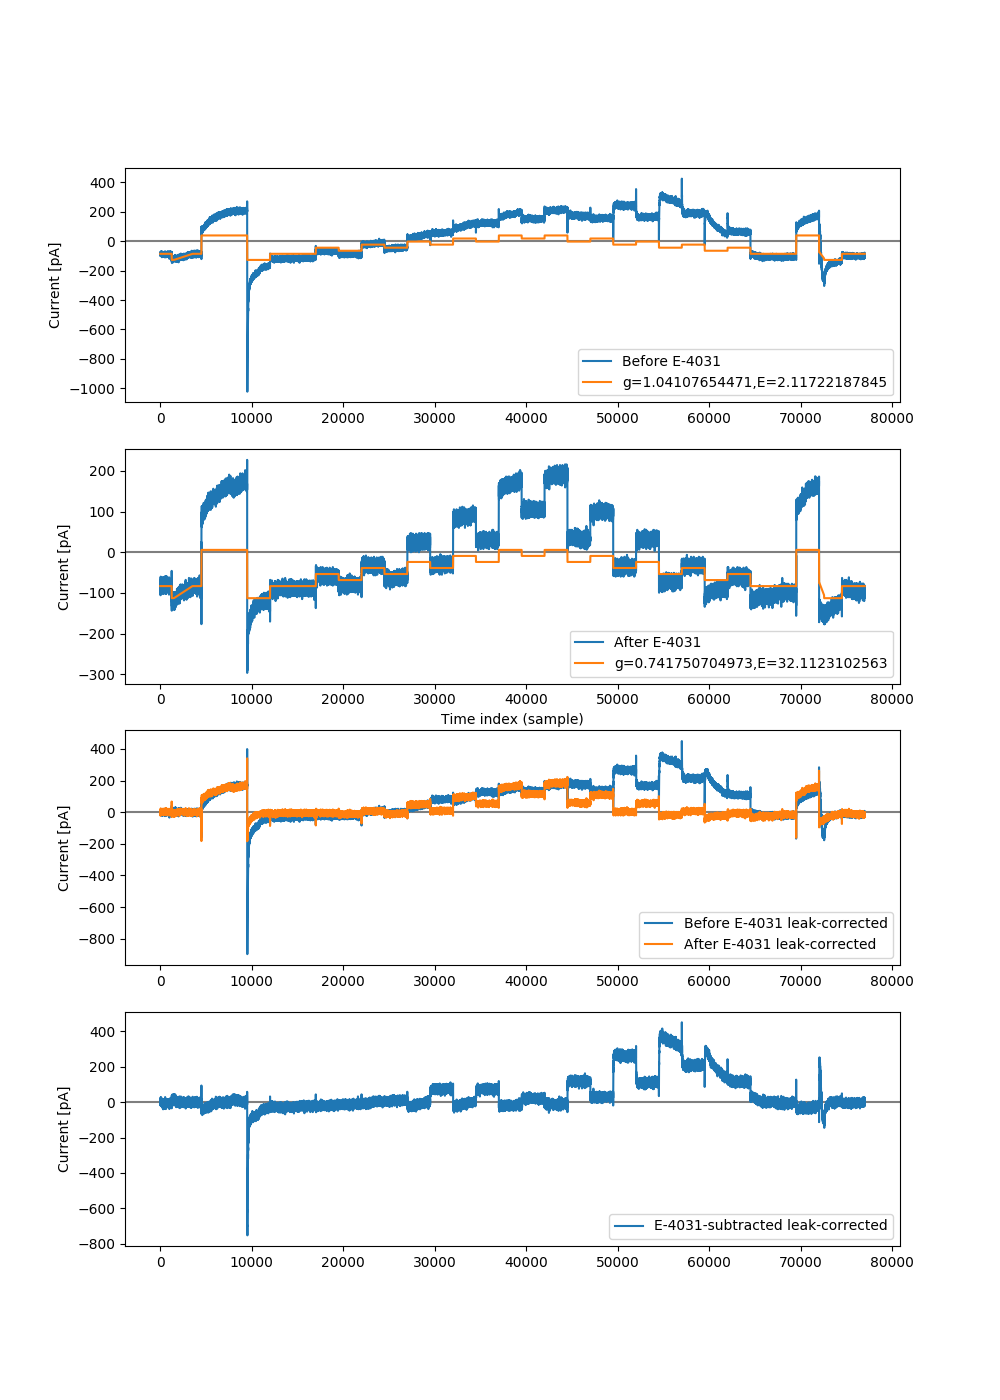 400
200
0
−200
−400
−600
−800
−1000
Current [pA]
Before E-4031
g=1.04107654471,E=2.11722187845
0 10000 20000 30000 40000 50000 60000 70000 80000
200
100
0
−100
−200
−300
Current [pA]
After E-4031
g=0.741750704973,E=32.1123102563
0 10000 20000 30000 40000 50000 60000 70000 80000
Time index (sample)
400
200
0
−200
−400
−600
−800
Current [pA]
Before E-4031 leak-corrected
After E-4031 leak-corrected
0 10000 20000 30000 40000 50000 60000 70000 80000
400
200
0
−200
−400
−600
−800
Current [pA]
E-4031-subtracted leak-corrected
0 10000 20000 30000 40000 50000 60000 70000 80000